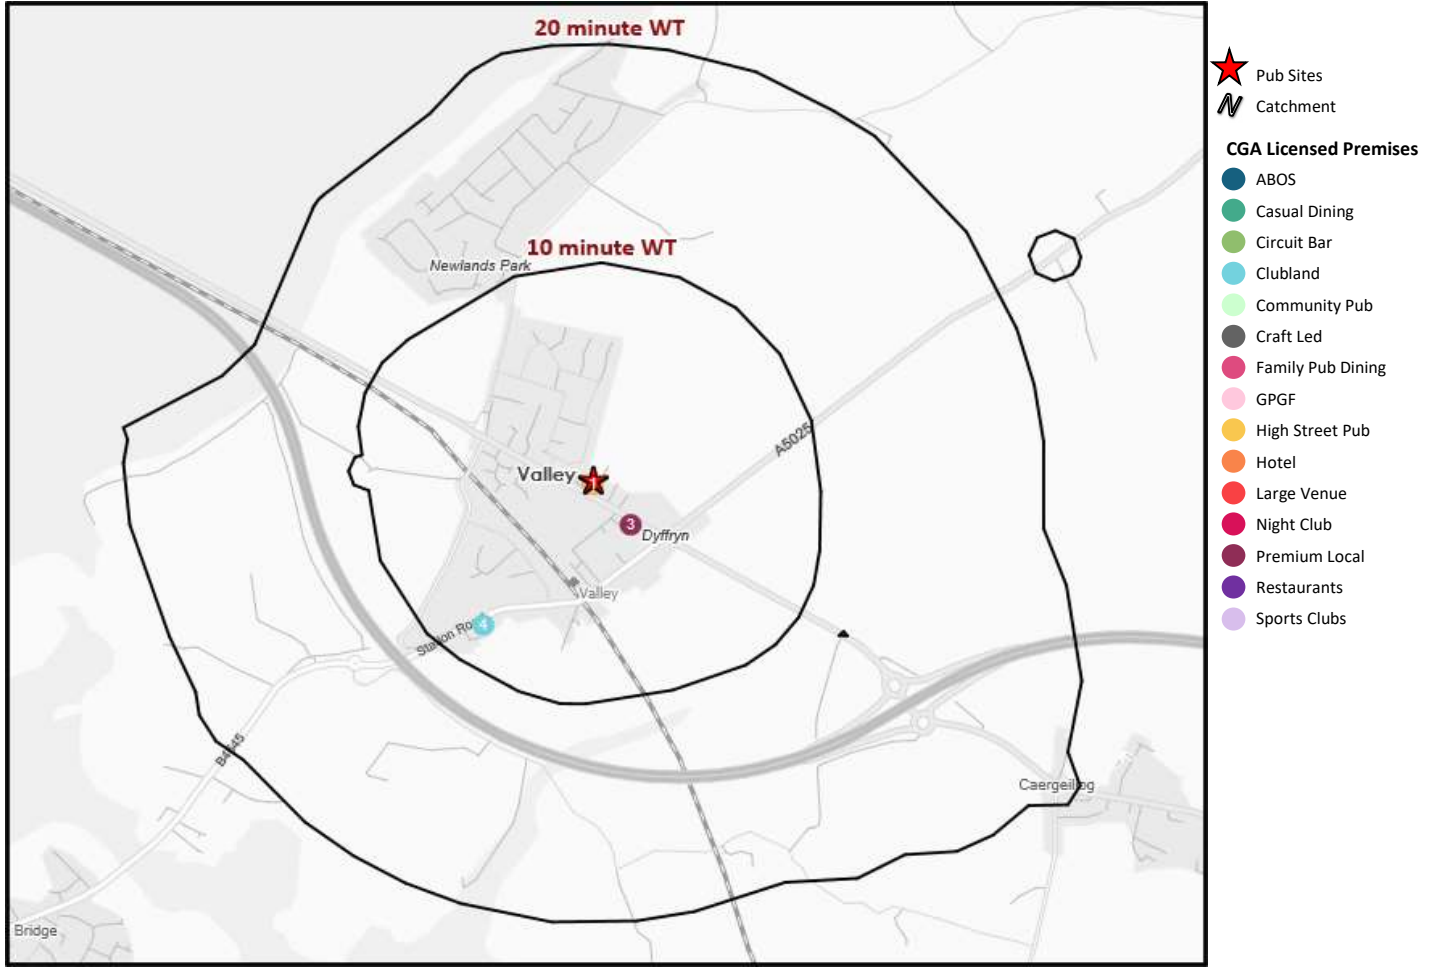 20 minute WT
10 minute WT
Newlands Park
A5025
Valley
1
3
Dyffryn
Valley
4
Station Ro
B4545
Caergeiliog
Bridge
Pub Sites
Catchment
CGA Licensed Premises
ABOS
Casual Dining
Circuit Bar
Clubland
Community Pub
Craft Led
Family Pub Dining
GPGF
High Street Pub
Hotel
Large Venue
Night Club
Premium Local
Restaurants
Sports Clubs